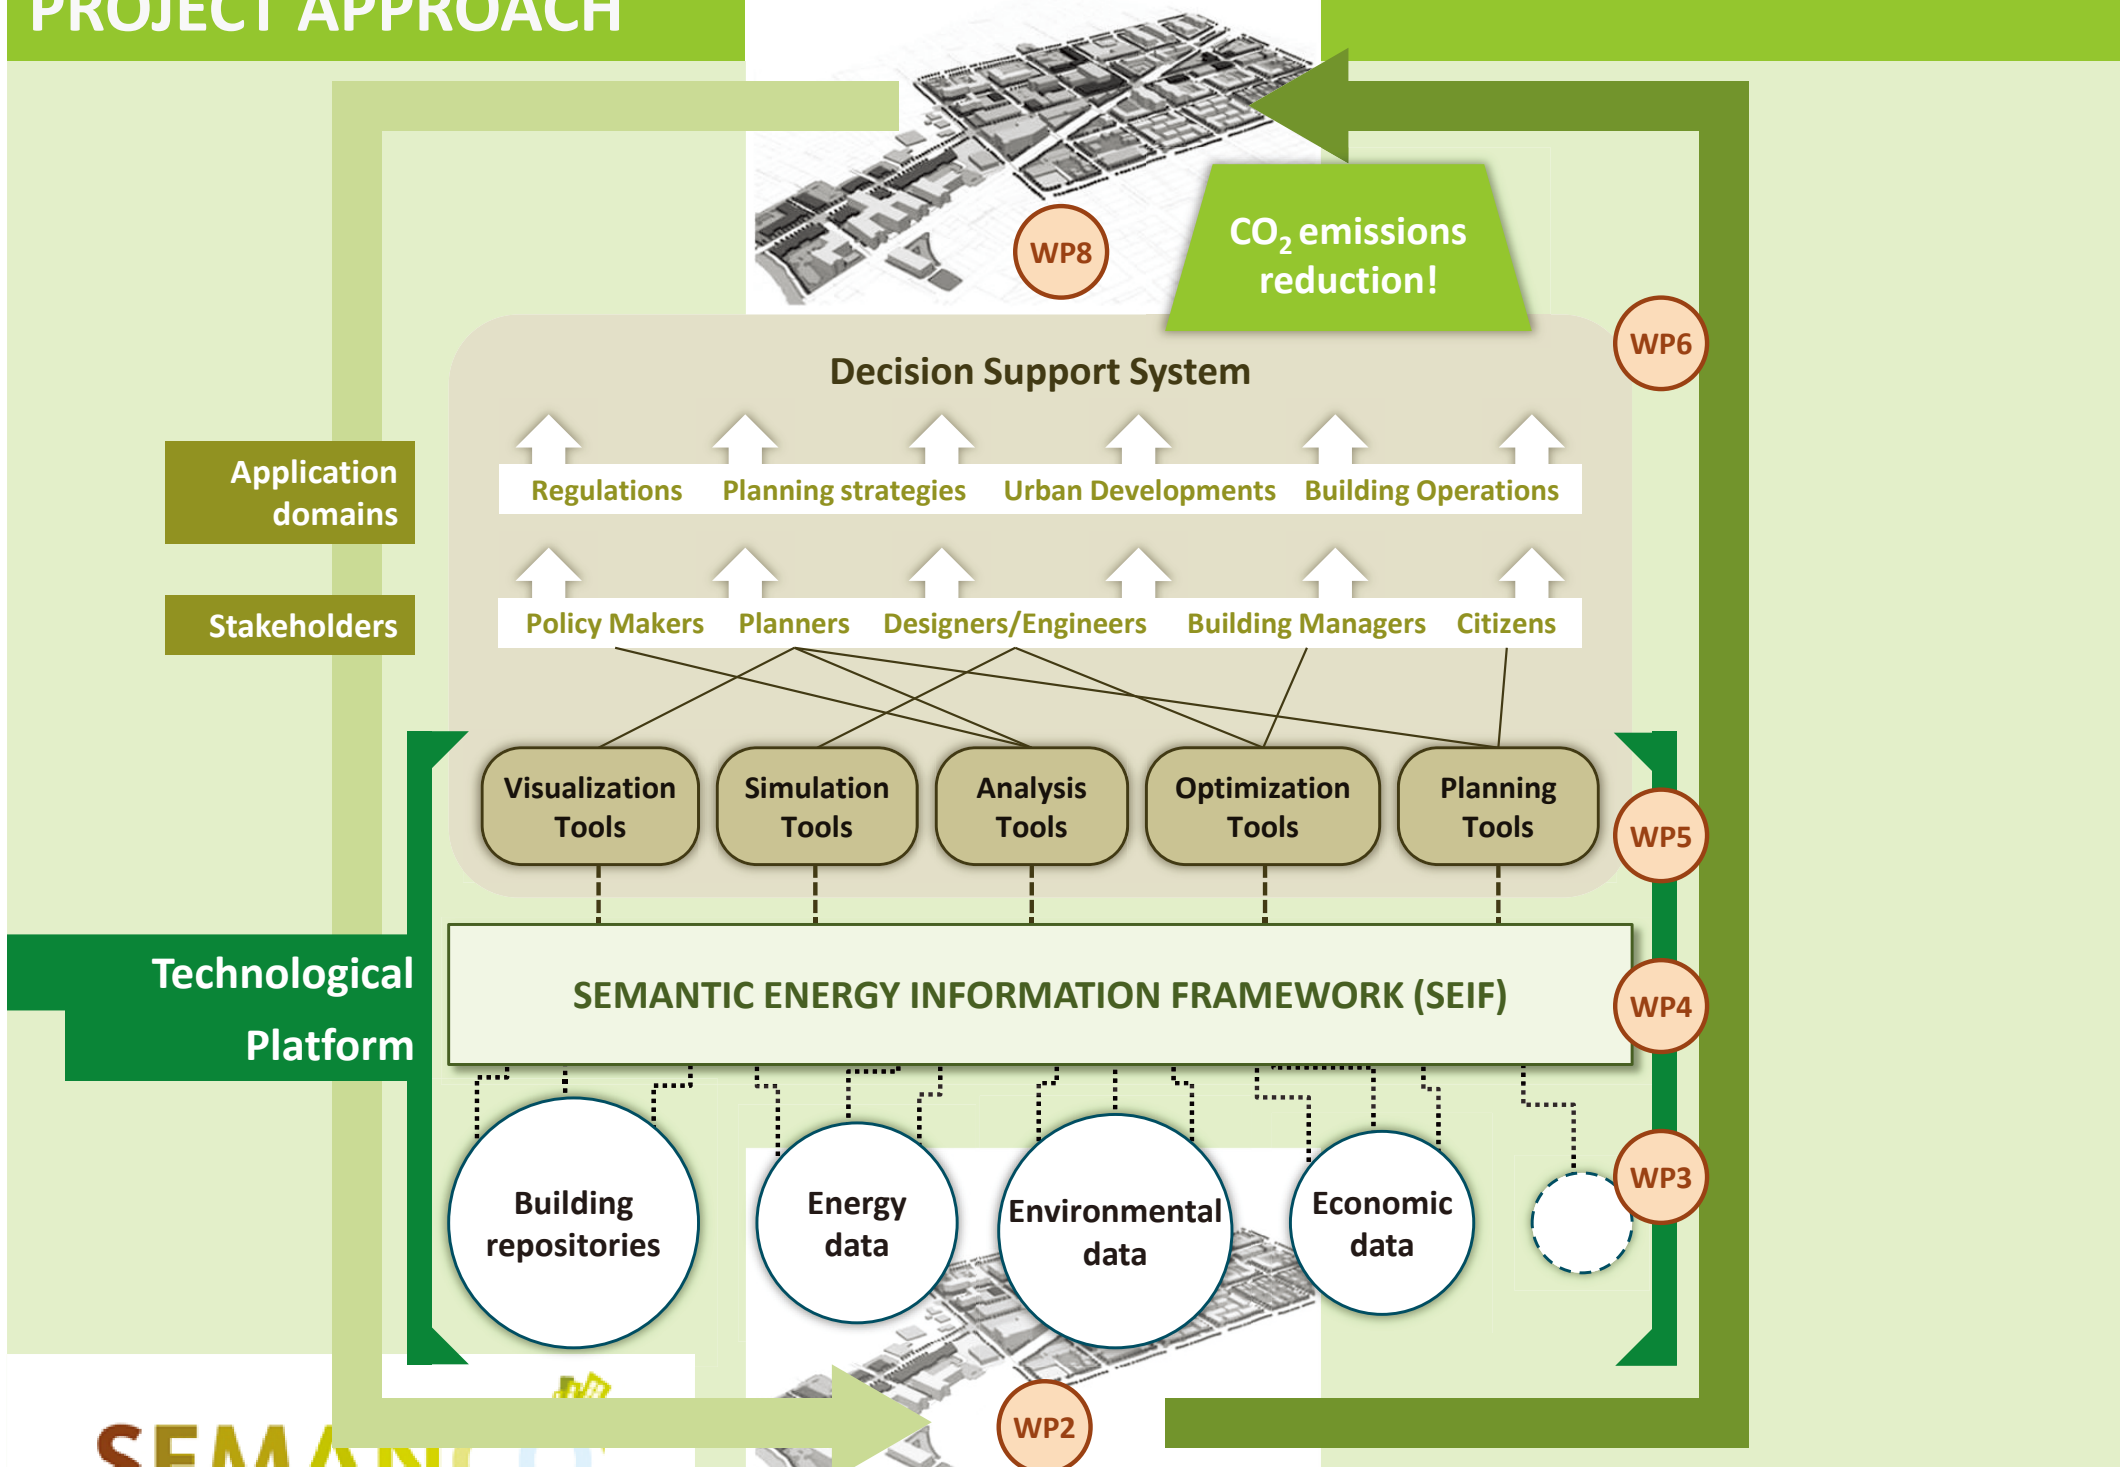 PROJECT APPROACH
WP8
CO2 emissions
reduction!
WP6
Decision Support System
Application
domains
Regulations Planning strategies Urban Developments Building Operations
Stakeholders
Policy Makers Planners Designers/Engineers Building Managers Citizens
Visualization
Tools
Simulation
Tools
Analysis
Tools
Optimization
Tools
Planning
Tools
WP5
Technological
Platform
SEMANTIC ENERGY INFORMATION FRAMEWORK (SEIF)
WP4
Building
repositories
Energy
data
Environmental
data
Economic
data
WP3
WP2